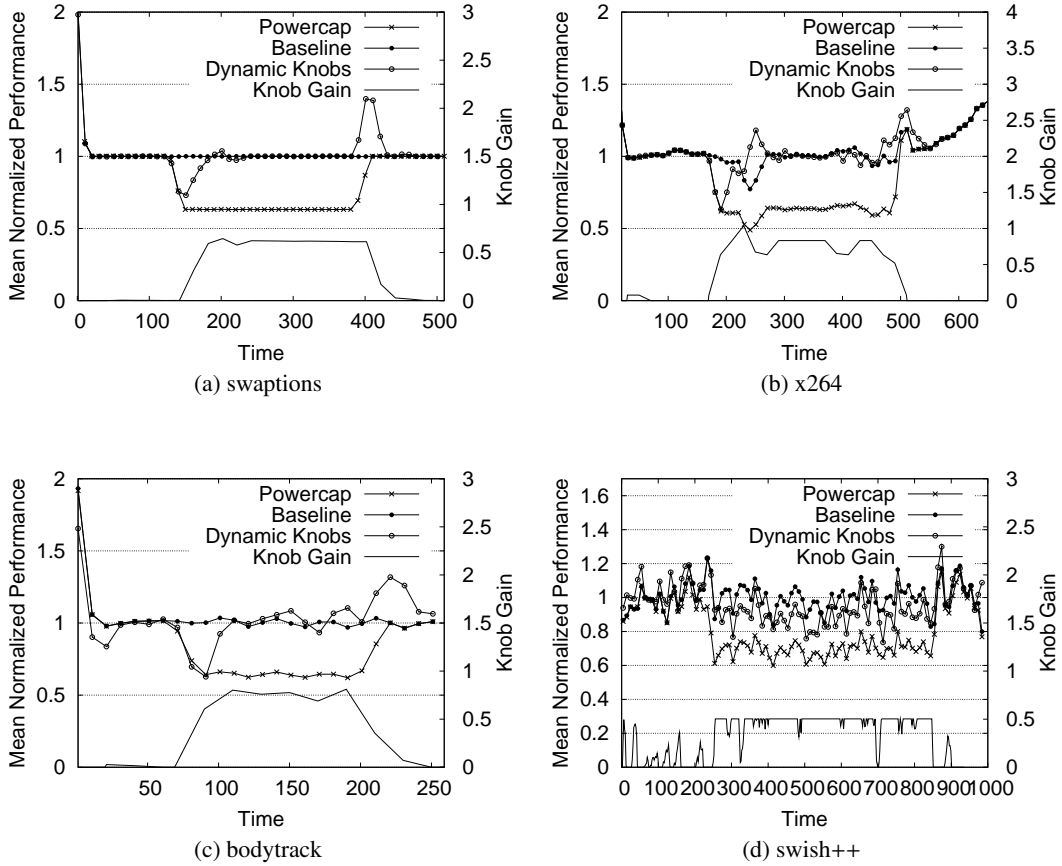 Mean Normalized Performance
2
1.5
1
0.5
0
Powercap
Baseline
Dynamic Knobs
Knob Gain
3
2.5
2
1.5
1
0.5
0
Knob Gain
0 100 200 300 400 500
Time
(a) swaptions
Mean Normalized Performance
2
1.5
1
0.5
0
Powercap
Baseline
Dynamic Knobs
Knob Gain
4
3.5
3
2.5
2
1.5
1
0.5
0
Knob Gain
100 200 300 400 500 600
Time
(b) x264
Mean Normalized Performance
2
1.5
1
0.5
0
Powercap
Baseline
Dynamic Knobs
Knob Gain
3
2.5
2
1.5
1
0.5
0
Knob Gain
50 100 150 200 250
Time
(c) bodytrack
Mean Normalized Performance
1.6
1.4
1.2
1
0.8
0.6
0.4
0.2
0
Powercap
Baseline
Dynamic Knobs
Knob Gain
3
2.5
2
1.5
1
0.5
0
Knob Gain
0 100 200 300 400 500 600 700 800 900 1000
Time
(d) swish++